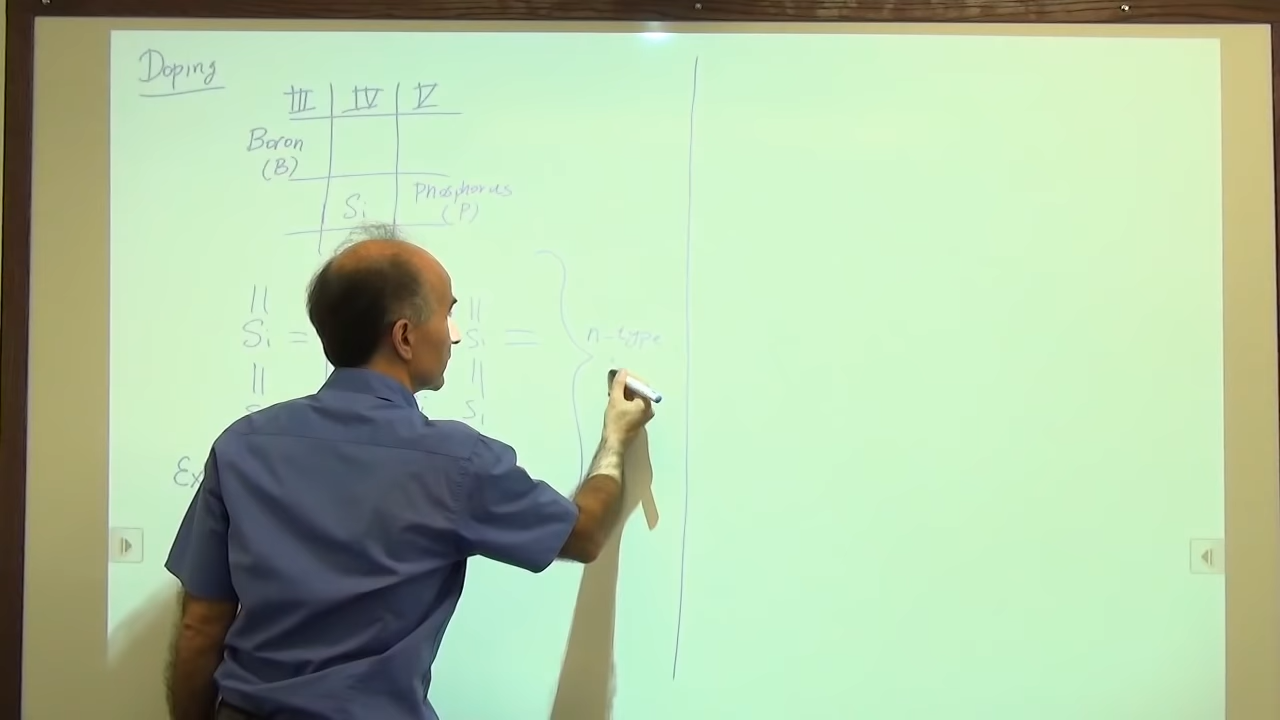 Doping
III IV V
Boron
(B)
Si Phosphorus
(P)
Si = Si =
n-type
Si
Ex